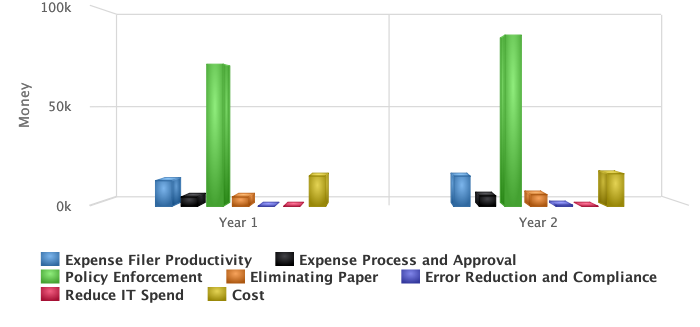 100k
50k
0k
Money
Year 1 Year 2
Expense Filer Productivity Expense Process and Approval
Policy Enforcement Eliminating Paper Error Reduction and Compliance
Reduce IT Spend Cost